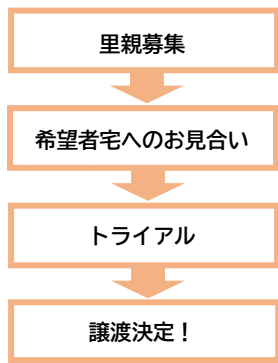 里親募集
希望者宅へのお見合い
トライアル
譲渡決定！